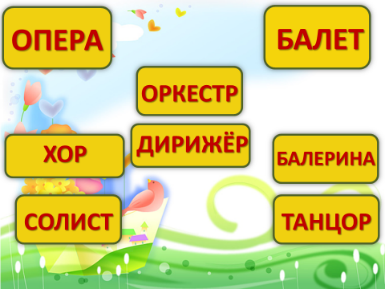 ОПЕРА
БАЛЕТ
ОРКЕСТР
ДИРИЖЁР
ХОР
БАЛЕРИНА
СОЛИСТ
ТАНЦОР